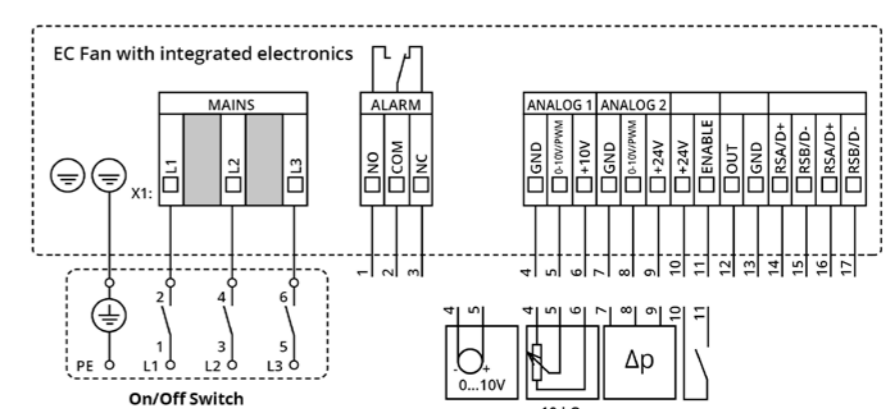 EC Fan with integrated electronics
MAINS
ALARM
ANALOG 1
ANALOG 2
L1
L2
L3
NO
COM
NC
GND
0-10V/PWM
+10V
GND
0-10V/PWM
+24V
+24V
ENABLE
OUT
GND
RSA/D+
RSB/D-
RSA/D+
RSB/D-
X1:
1
2
3
4
5
6
7
8
9
10
11
12
13
14
15
16
17
2
4
6
1
3
5
PE
L1
L2
L3
On/Off Switch
4
5
- +
0...10V
4
5
6
7
8
9
10
11
Δp